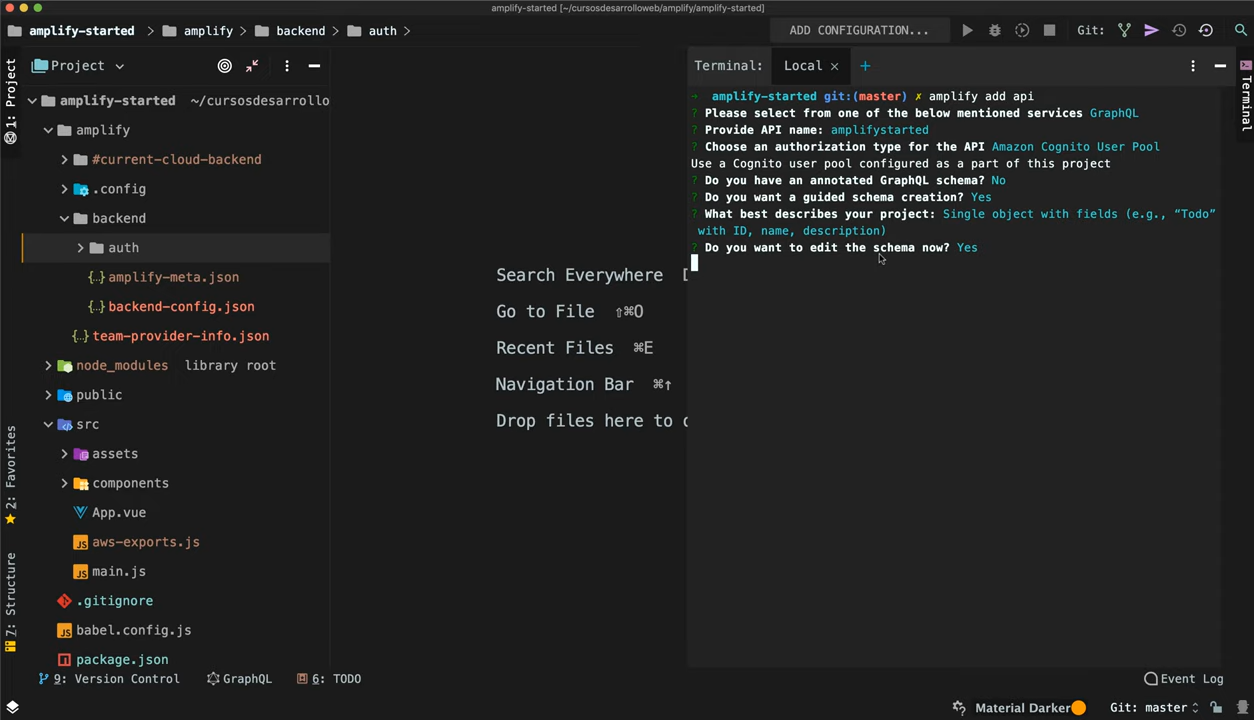 amplify-started [~/cursosdesarrolloweb/amplify/amplify-started]
amplify-started
amplify
backend
auth
ADD CONFIGURATION...
Git:
1: Project
2: Favorites
7: Structure
Project
amplify-started ~/cursosdesarrollo
amplify
#current-cloud-backend
.config
backend
auth
amplify-meta.json
backend-config.json
team-provider-info.json
node_modules library root
public
src
assets
components
App.vue
aws-exports.js
main.js
.gitignore
babel.config.js
package.json
Search Everywhere
Go to File ⇧⌘O
Recent Files ⌘E
Navigation Bar ⌘↑
Drop files here to o
Terminal: Local × +
Terminal
→ amplify-started git:(master) ✗ amplify add api
? Please select from one of the below mentioned services GraphQL
? Provide API name: amplifystarted
? Choose an authorization type for the API Amazon Cognito User Pool
Use a Cognito user pool configured as a part of this project
? Do you have an annotated GraphQL schema? No
? Do you want a guided schema creation? Yes
? What best describes your project: Single object with fields (e.g., “Todo”
with ID, name, description)
? Do you want to edit the schema now? Yes
9: Version Control
GraphQL
6: TODO
Event Log
Material Darker
Git: master